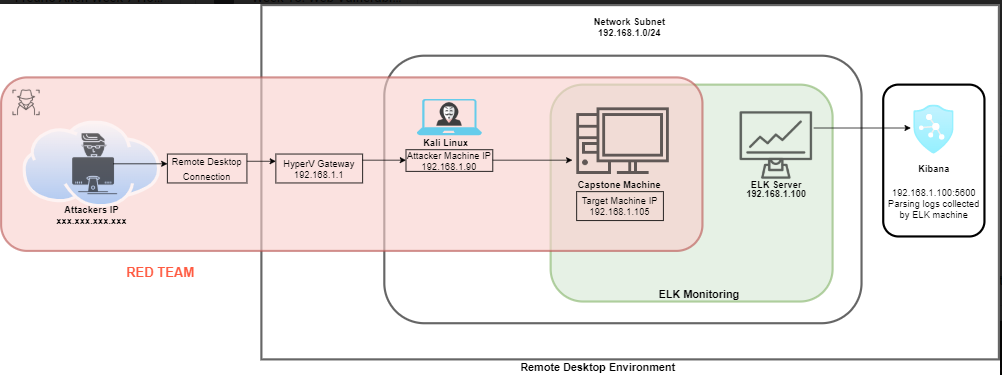 Network Subnet
192.168.1.0/24
Kali Linux
Attacker Machine IP
192.168.1.90
Remote Desktop
Connection
HyperV Gateway
192.168.1.1
Attackers IP
xxx.xxx.xxx.xxx
Capstone Machine
Target Machine IP
192.168.1.105
ELK Server
192.168.1.100
Kibana
192.168.1.100:5600
Parsing logs collected
by ELK machine
RED TEAM
ELK Monitoring
Remote Desktop Environment